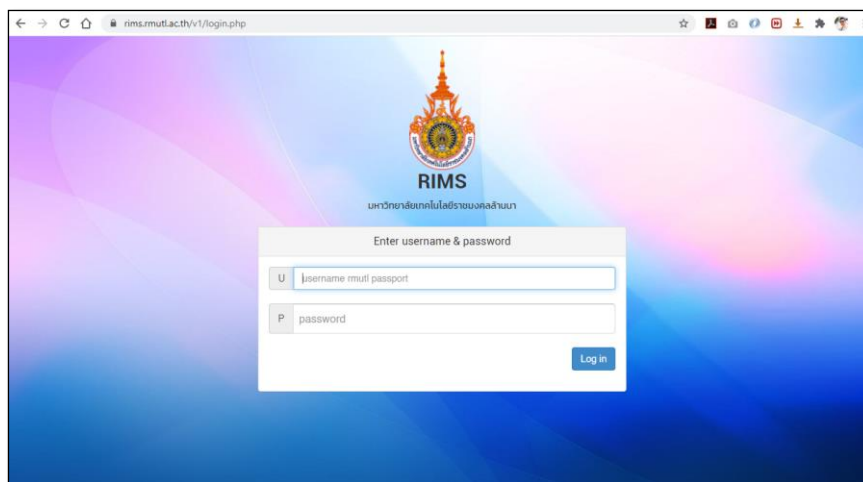 rims.rmutl.ac.th/v1/login.php
RIMS
มหาวิทยาลัยเทคโนโลยีราชมงคลล้านนา
Enter username & password
U username rmutl passport
P password
Log in